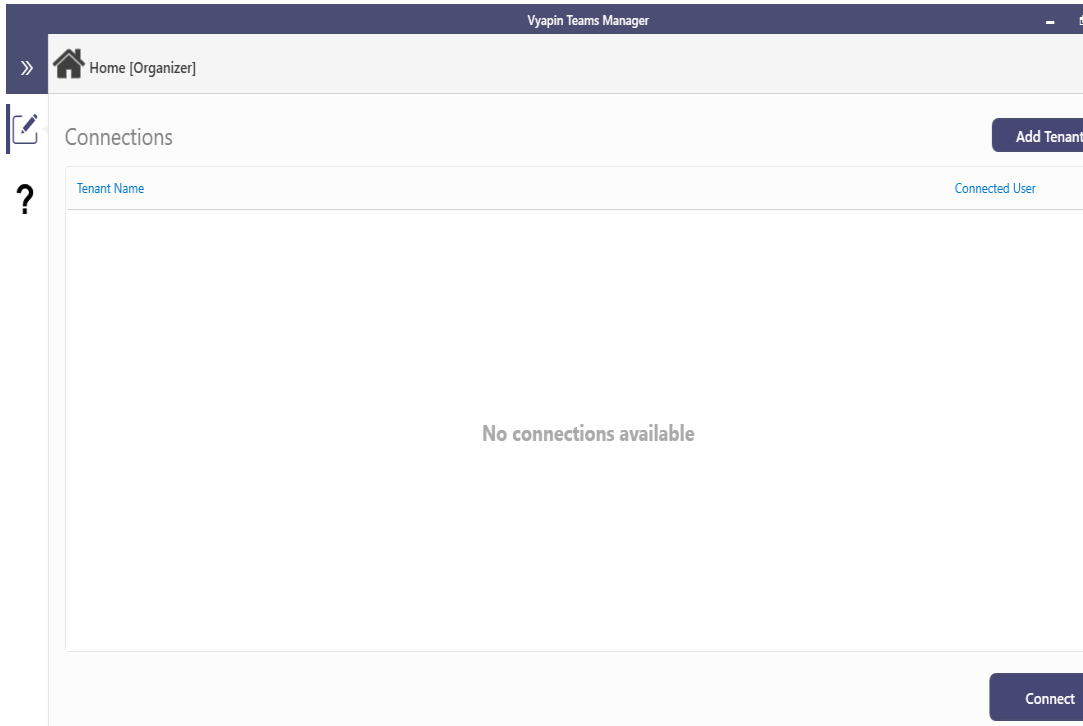 Vyapin Teams Manager
Home [Organizer]
Connections
Add Tenant
Tenant Name
Connected User
No connections available
Connect
?